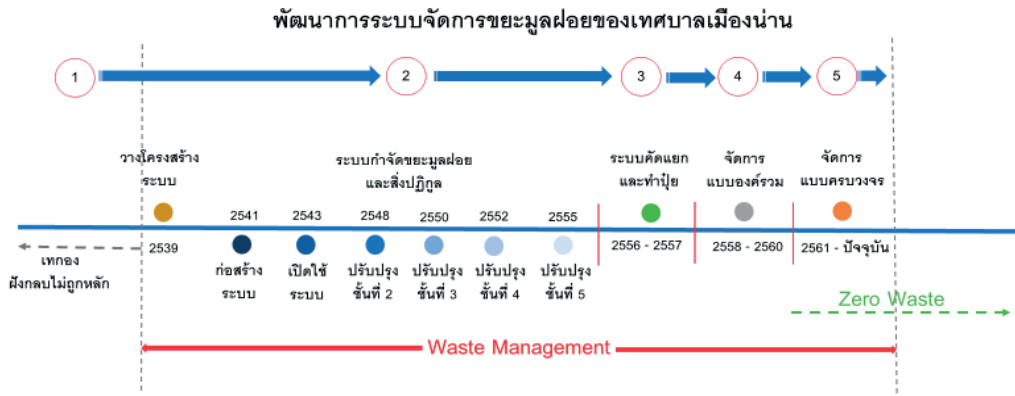 พัฒนาการระบบจัดการขยะมูลฝอยของเทศบาลเมืองน่าน
1
2
3
4
5
วางโครงสร้าง
ระบบ
ระบบกำจัดขยะมูลฝอย
และสิ่งปฏิกูล
ระบบคัดแยก
และทำปุ๋ย
จัดการ
แบบองค์รวม
จัดการ
แบบครบวงจร
2541
2543
2548
2550
2552
2555
2539
2556 - 2557
2558 - 2560
2561 - ปัจจุบัน
เทกอง
ฝังกลบไม่ถูกหลัก
ก่อสร้าง
ระบบ
เปิดใช้
ระบบ
ปรับปรุง
ชั้นที่ 2
ปรับปรุง
ชั้นที่ 3
ปรับปรุง
ชั้นที่ 4
ปรับปรุง
ชั้นที่ 5
Zero Waste
Waste Management